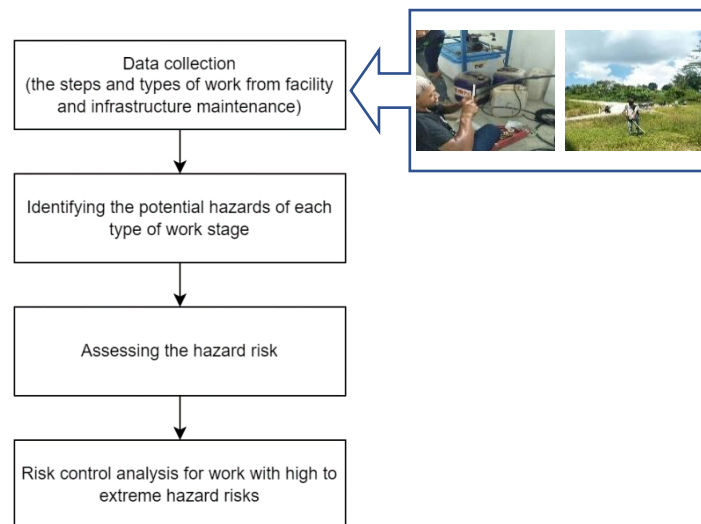 Data collection
(the steps and types of work from facility
and infrastructure maintenance)
Identifying the potential hazards of each
type of work stage
Assessing the hazard risk
Risk control analysis for work with high to
extreme hazard risks